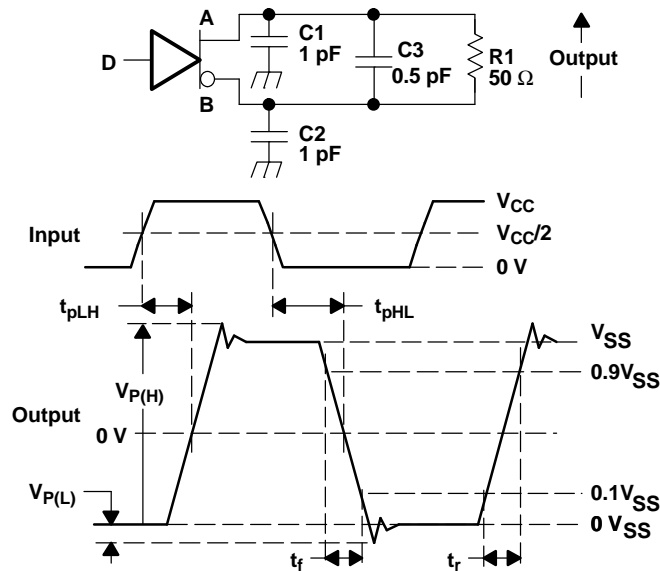 A
C1
1 pF
C3
0.5 pF
R1
50 Ω
Output
D
B
C2
1 pF
VCC
Input
VCC/2
0 V
tpLH
tpHL
VSS
VP(H)
0.9VSS
Output
0 V
VP(L)
0.1VSS
0 VSS
tf
tr